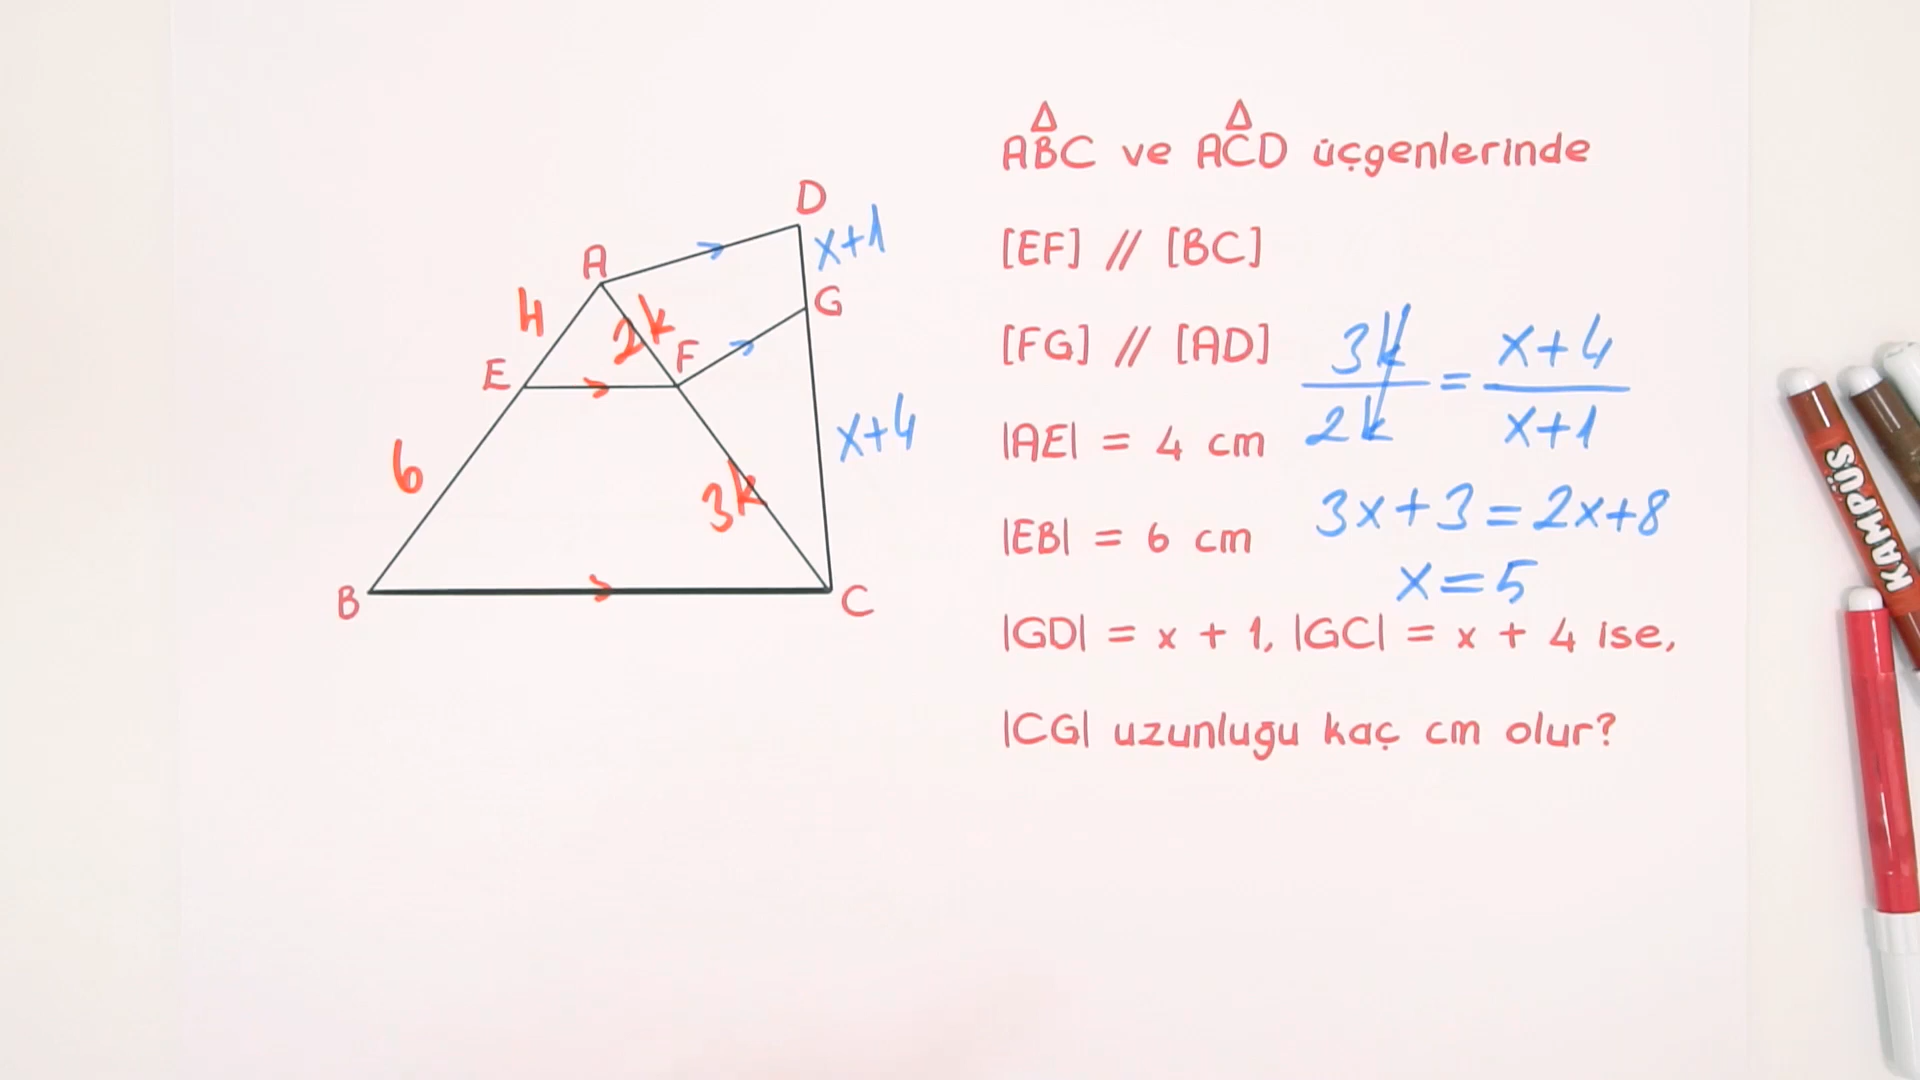 ABC ve ACD üçgenlerinde
[EF] // [BC]
[FG] // [AD]
|AE| = 4 cm
|EB| = 6 cm
|GD| = x + 1, |GC| = x + 4 ise,
|CG| uzunluğu kaç cm olur?
3k/2k = x+4/x+1
3x+3=2x+8
x=5
D
x+1
A
G
4
2k
F
E
x+4
6
3k
B
C
KAMPÜS